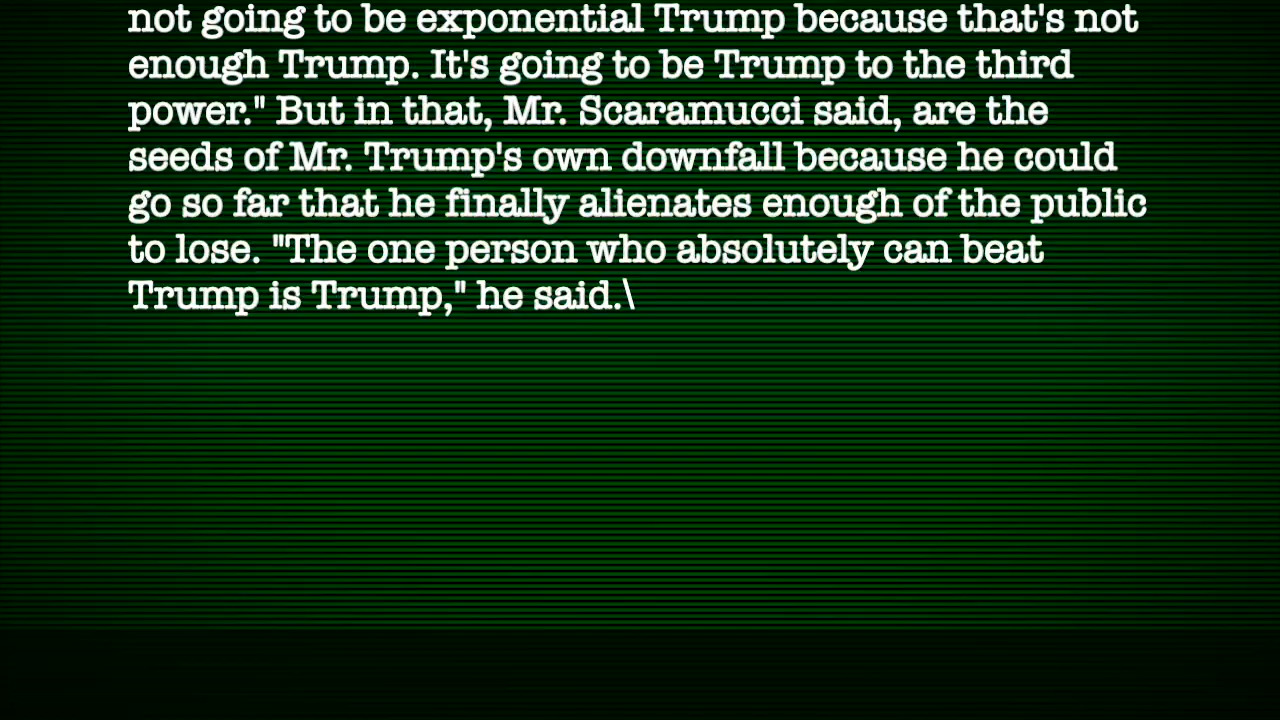 not going to be exponential Trump because that's not
enough Trump. It's going to be Trump to the third
power." But in that, Mr. Scaramucci said, are the
seeds of Mr. Trump's own downfall because he could
go so far that he finally alienates enough of the public
to lose. "The one person who absolutely can beat
Trump is Trump," he said.\